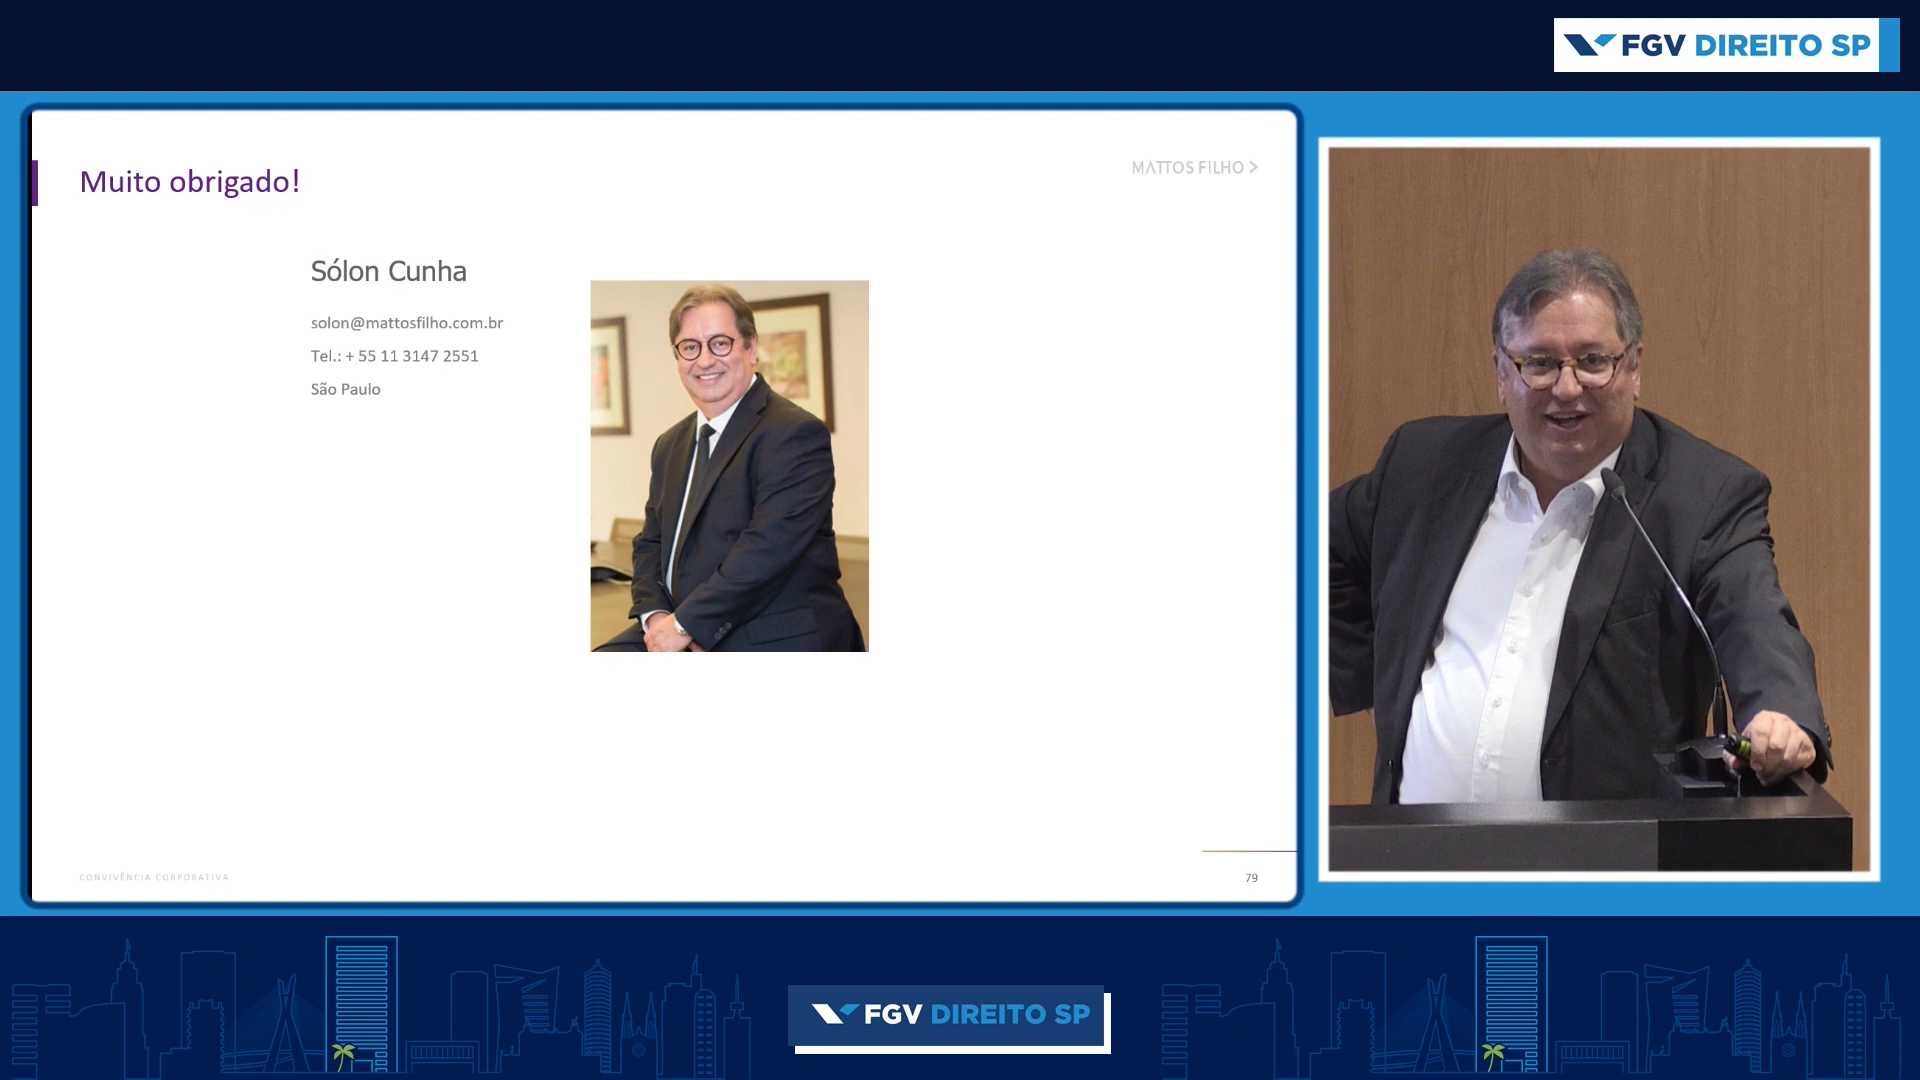 FGV DIREITO SP
Muito obrigado!
MATTOS FILHO >
Sólon Cunha
solon@mattosfilho.com.br
Tel.: + 55 11 3147 2551
São Paulo
CONVIVÊNCIA CORPORATIVA
79
FGV DIREITO SP